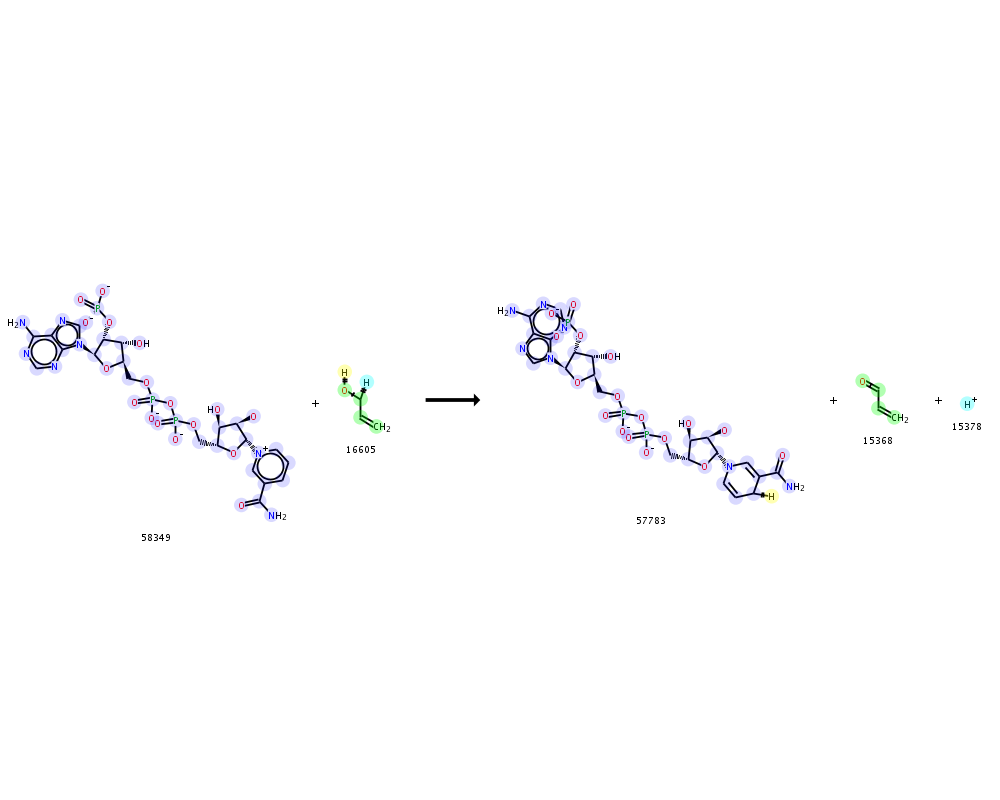 O O⁻
P
H₂N N O⁻ O
N N N OH
N O
O
O P O HO O
O⁻ O P O
O⁻ O N⁺
O NH₂
58349
+
H
O H
CH₂
16605
H₂N N O⁻ P O
N O⁻ O
N N OH
O
O
O P O HO O
O⁻ O P O
O⁻ O N O
NH₂
H
57783
+
O
CH₂
15368
+
H⁺
15378